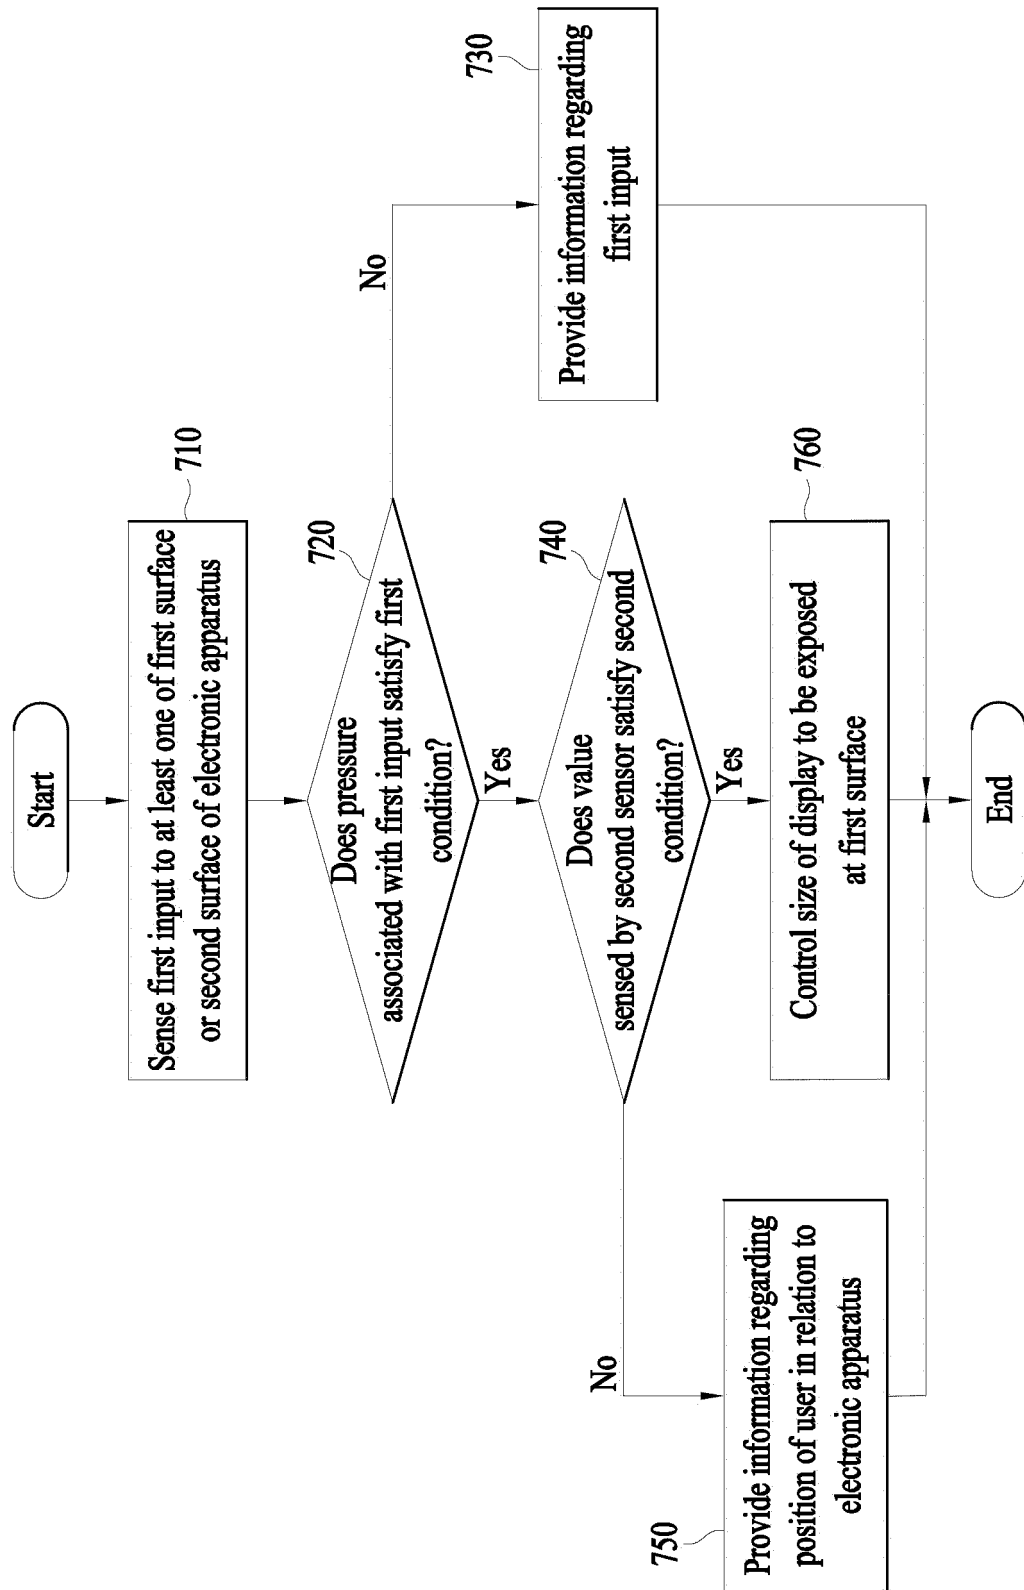 Start
710
Sense first input to at least one of first surface
or second surface of electronic apparatus
720
Does pressure
associated with first input satisfy first
condition?
No
Yes
730
Provide information regarding
first input
740
Does value
sensed by second sensor satisfy second
condition?
No
Yes
750
Provide information regarding
position of user in relation to
electronic apparatus
760
Control size of display to be exposed
at first surface
End